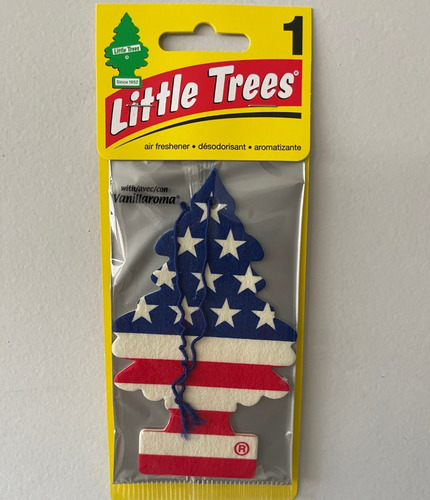 Little Trees
Since 1952
1
Little Trees®
air freshener • désodorisant • aromatizante
with/avec/con
Vanillaroma®
®